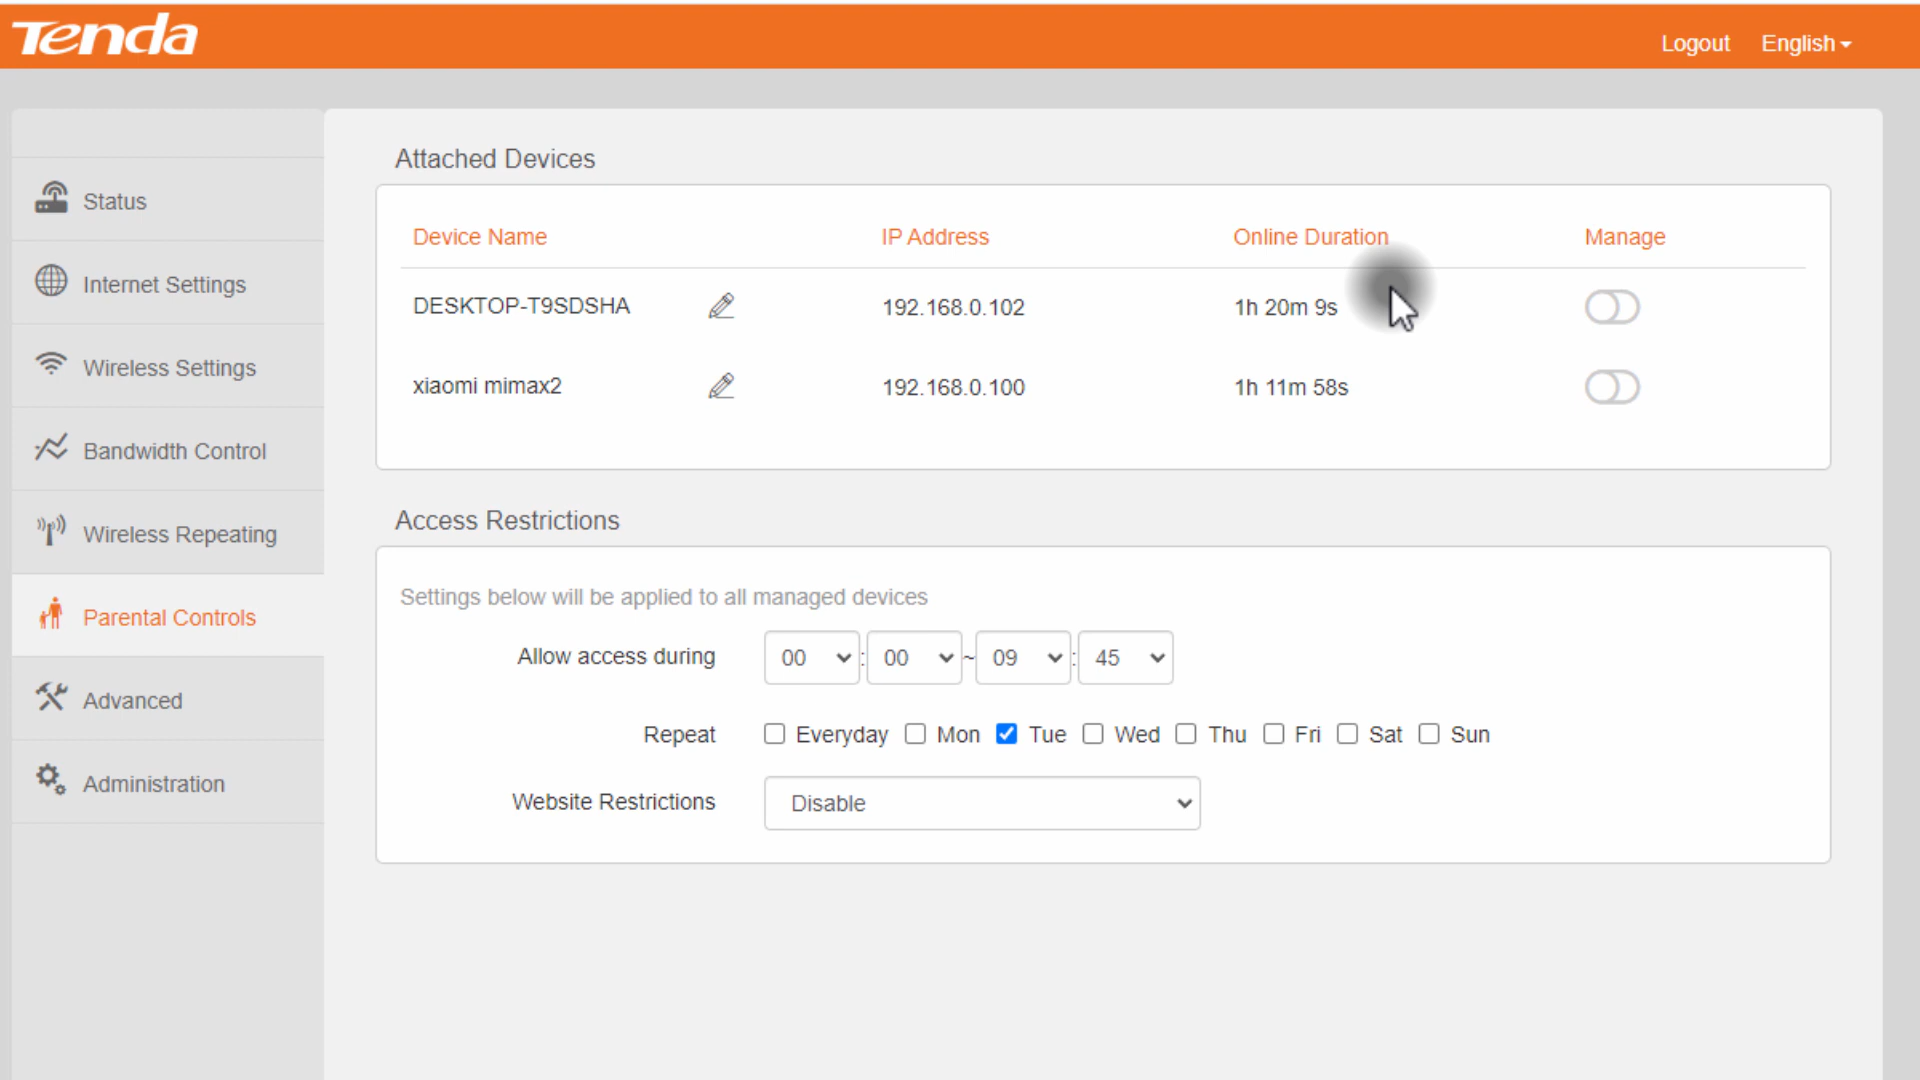 Tenda
Logout English
Status
Internet Settings
Wireless Settings
Bandwidth Control
Wireless Repeating
Parental Controls
Advanced
Administration
Attached Devices
Device Name IP Address Online Duration Manage
DESKTOP-T9SDSHA 192.168.0.102 1h 20m 9s
xiaomi mimax2 192.168.0.100 1h 11m 58s
Access Restrictions
Settings below will be applied to all managed devices
Allow access during 00 : 00 ~ 09 : 45
Repeat Everyday Mon Tue Wed Thu Fri Sat Sun
Website Restrictions Disable